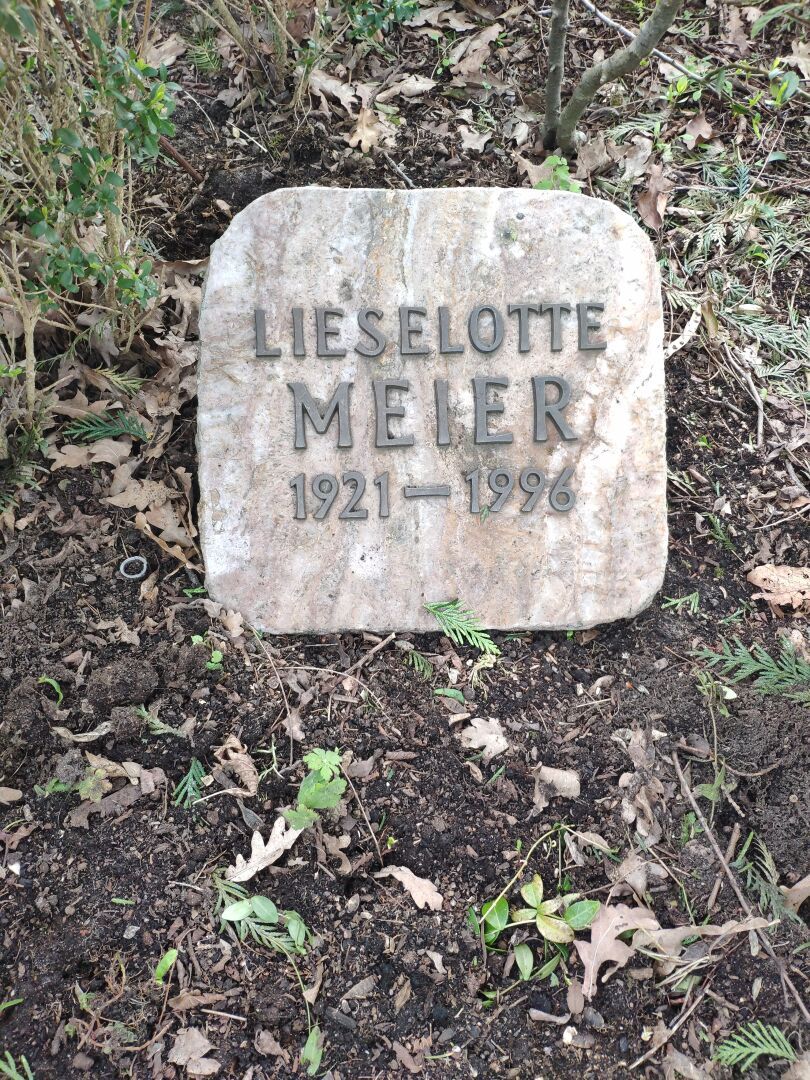 LIESELOTTE
MEIER
1921 – 1996